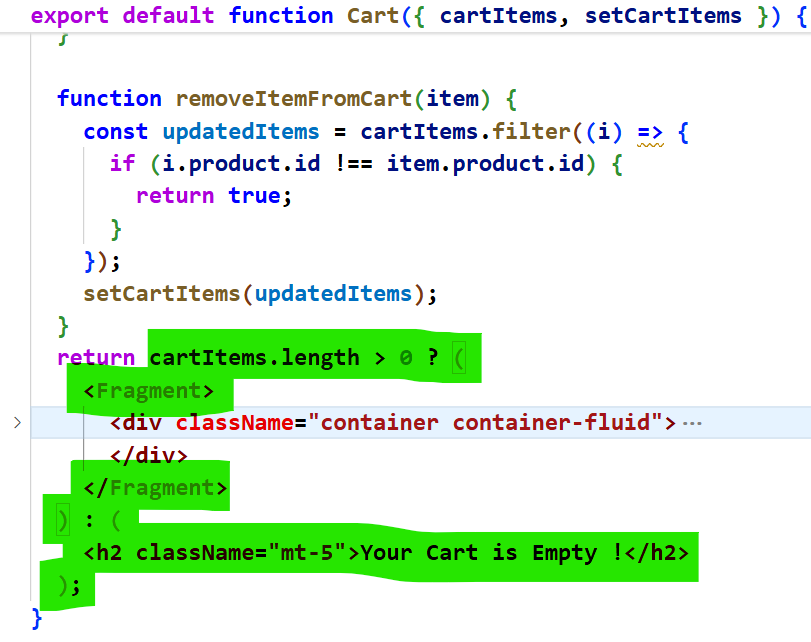 export default function Cart({ cartItems, setCartItems }) {
  }

  function removeItemFromCart(item) {
    const updatedItems = cartItems.filter((i) => {
      if (i.product.id !== item.product.id) {
        return true;
      }
    });
    setCartItems(updatedItems);
  }
  return cartItems.length > 0 ? (
    <Fragment>
      <div className="container container-fluid">...
      </div>
    </Fragment>
  ) : (
    <h2 className="mt-5">Your Cart is Empty !</h2>
  );
}